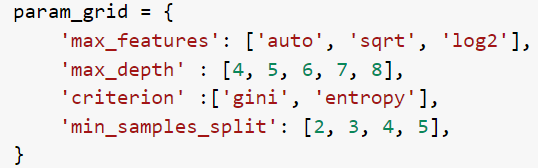 param_grid = {
    'max_features': ['auto', 'sqrt', 'log2'],
    'max_depth' : [4, 5, 6, 7, 8],
    'criterion' :['gini', 'entropy'],
    'min_samples_split': [2, 3, 4, 5],
}